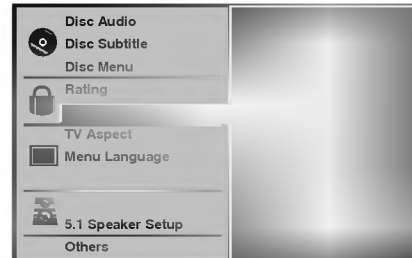 Disc Audio
Disc Subtitle
Disc Menu
Rating
TV Aspect
Menu Language
5.1 Speaker Setup
Others